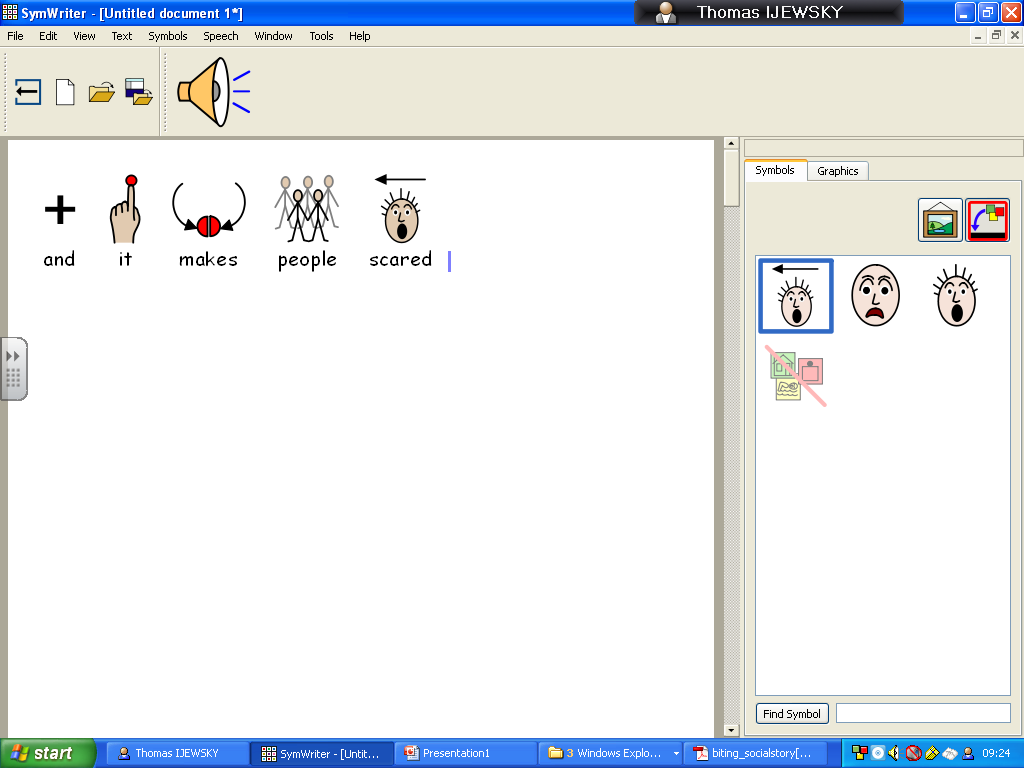 SymWriter - [Untitled document 1*]
Thomas IJEWSKY
File Edit View Text Symbols Speech Window Tools Help
and it makes people scared
Symbols Graphics
Find Symbol
start
Thomas IJEWSKY
SymWriter - [Untit...
Presentation1
3 Windows Explo...
biting_socialstory[...
09:24